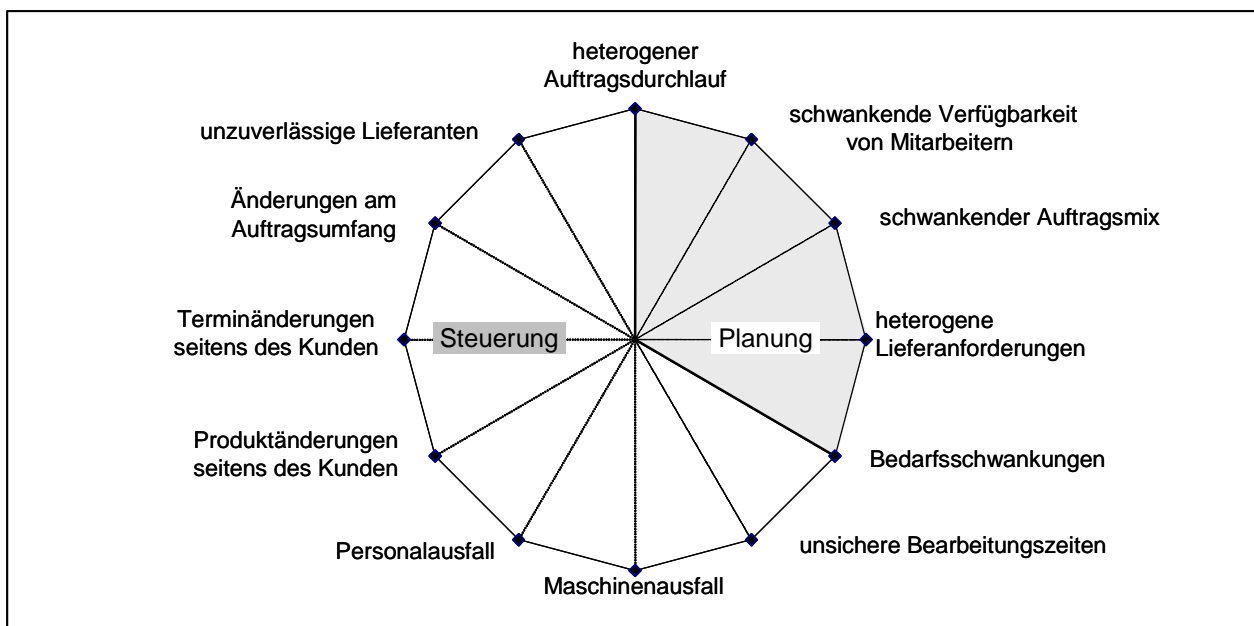 heterogener
Auftragsdurchlauf
schwankende Verfügbarkeit
von Mitarbeitern
schwankender Auftragsmix
heterogene
Lieferanforderungen
Bedarfsschwankungen
unsichere Bearbeitungszeiten
Maschinenausfall
Personalausfall
Produktänderungen
seitens des Kunden
Terminänderungen
seitens des Kunden
Änderungen am
Auftragsumfang
unzuverlässige Lieferanten
Steuerung
Planung